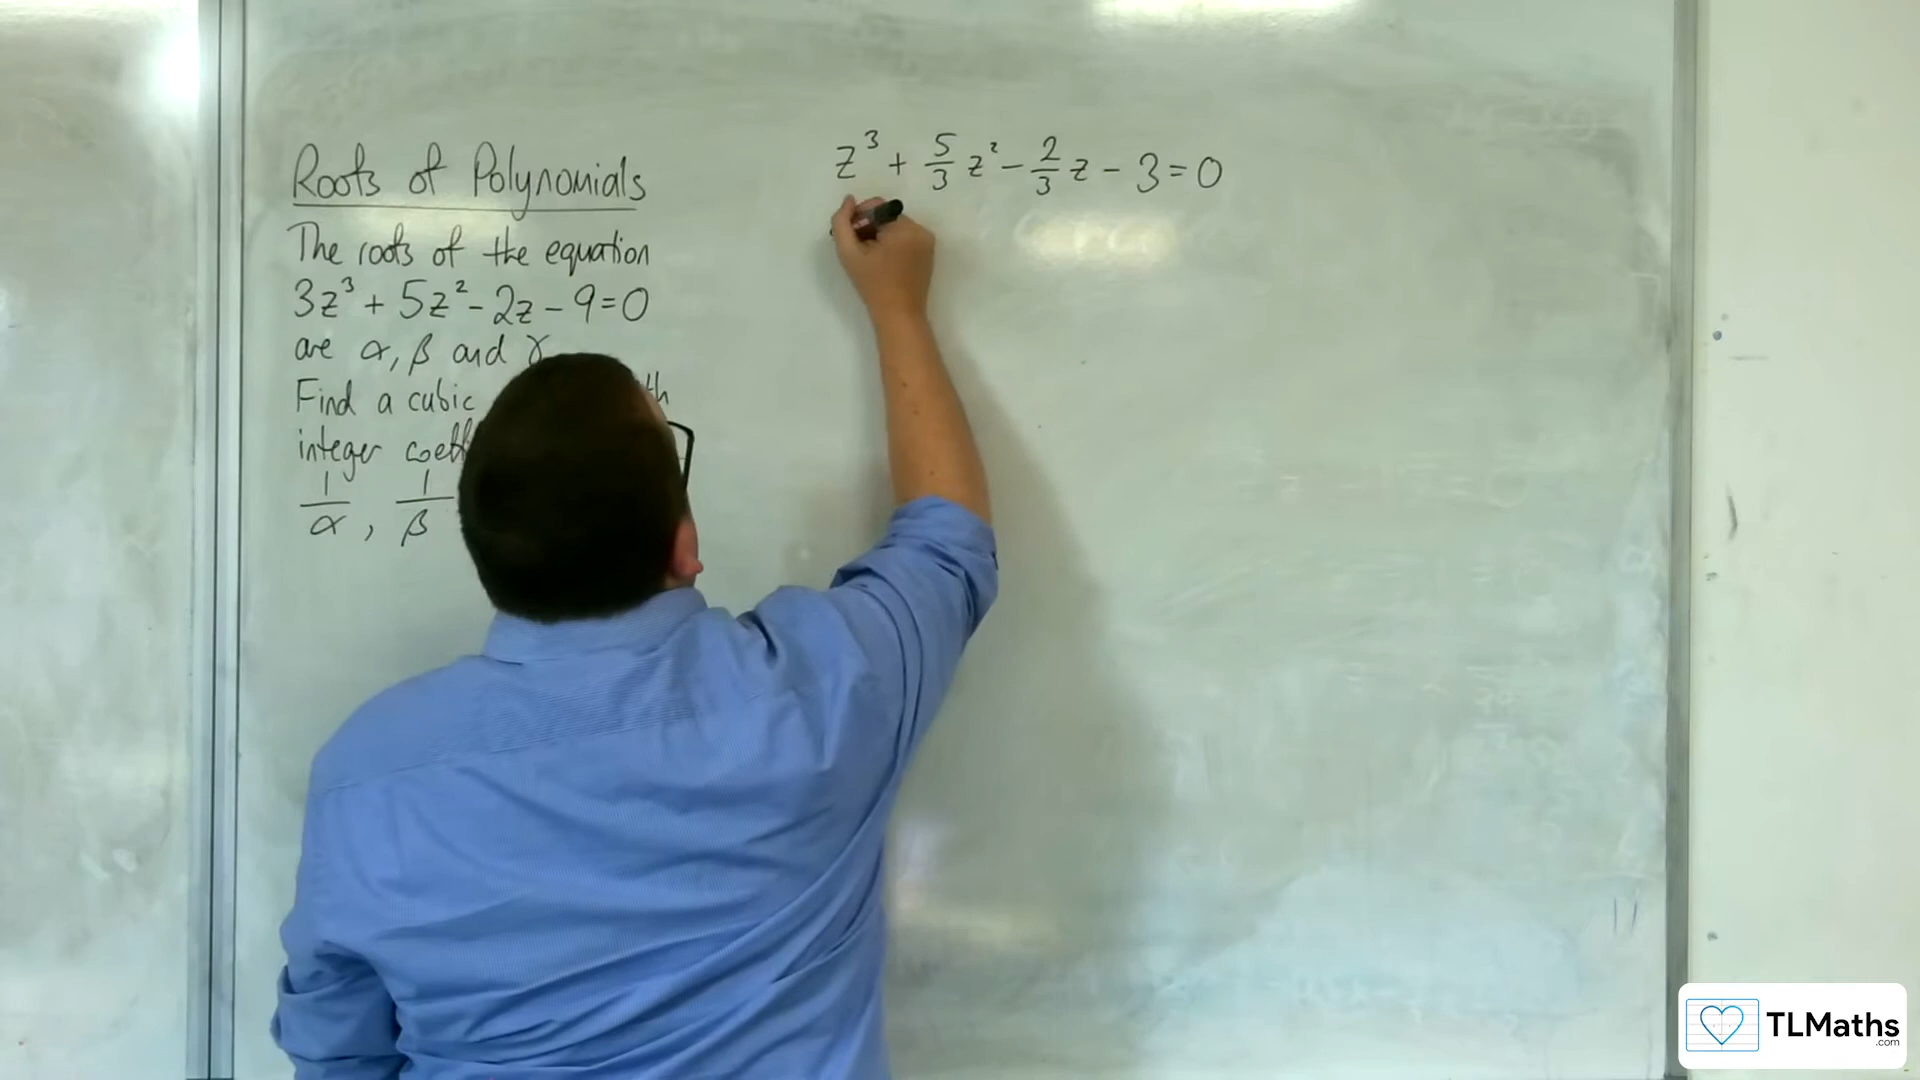 Roots of Polynomials
The roots of the equation
3z³ + 5z² - 2z - 9 = 0
are α, β and γ
Find a cubic
integer
1/α , 1/β
z³ + 5/3 z² - 2/3 z - 3 = 0
TLMaths
.com